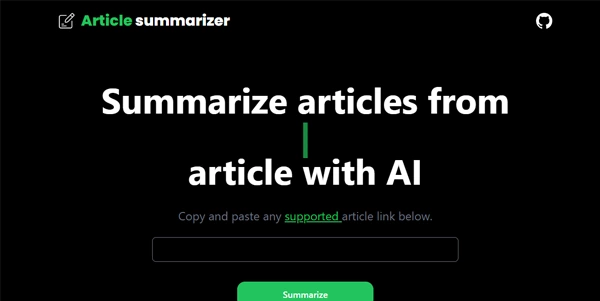 Article summarizer
Summarize articles from
article with AI
Copy and paste any supported article link below.
Summarize